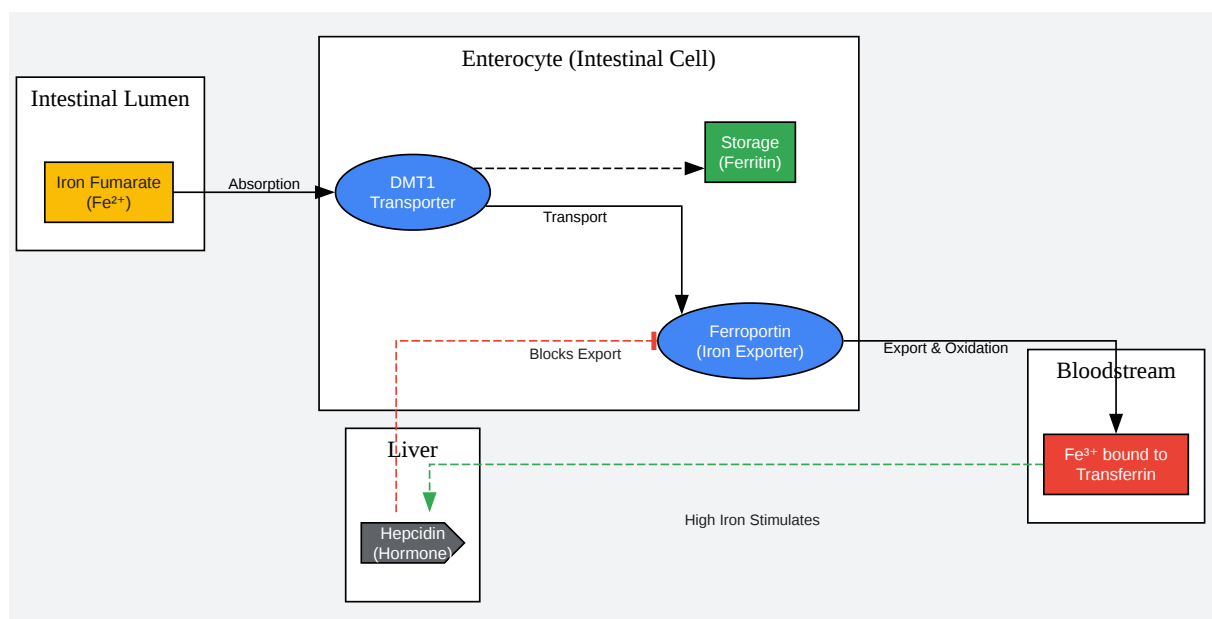 Enterocyte (Intestinal Cell)
Intestinal Lumen
Iron Fumarate
(Fe²⁺)
Absorption
DMT1
Transporter
Storage
(Ferritin)
Transport
Ferroportin
(Iron Exporter)
Blocks Export
Export & Oxidation
Bloodstream
Fe³⁺ bound to
Transferrin
Liver
High Iron Stimulates
Hepcidin
(Hormone)